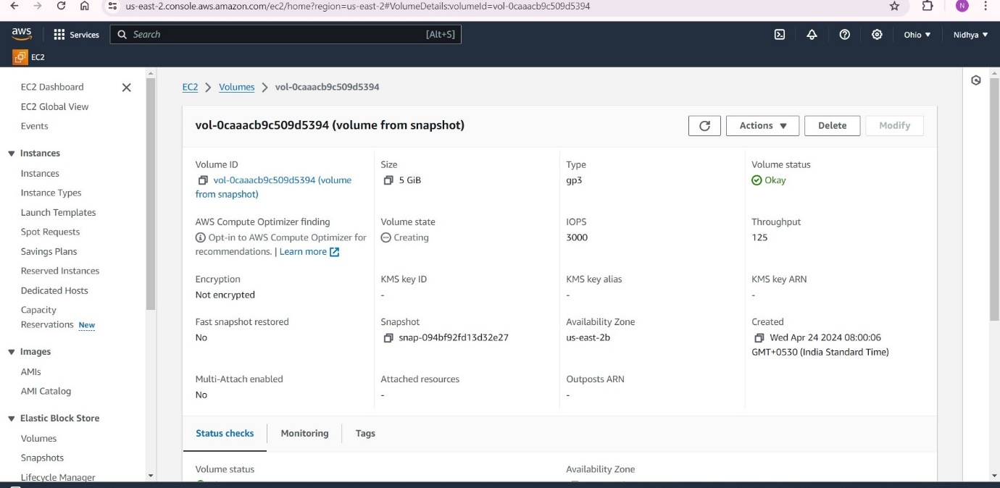 us-east-2.console.aws.amazon.com/ec2/home?region=us-east-2#VolumeDetails:volumeId=vol-0caaacb9c509d5394
N
aws
Services
Search
[Alt+S]
Ohio
Nidhya
EC2
EC2 Dashboard
EC2 Global View
Events
Instances
Instances
Instance Types
Launch Templates
Spot Requests
Savings Plans
Reserved Instances
Dedicated Hosts
Capacity
Reservations New
Images
AMIs
AMI Catalog
Elastic Block Store
Volumes
Snapshots
Lifecycle Manager
EC2 > Volumes > vol-0caaacb9c509d5394
vol-0caaacb9c509d5394 (volume from snapshot)
Actions
Delete
Modify
Volume ID
vol-0caaacb9c509d5394 (volume
from snapshot)
Size
5 GiB
Type
gp3
Volume status
Okay
AWS Compute Optimizer finding
Opt-in to AWS Compute Optimizer for
recommendations. | Learn more
Volume state
Creating
IOPS
3000
Throughput
125
Encryption
Not encrypted
KMS key ID
-
KMS key alias
-
KMS key ARN
-
Fast snapshot restored
No
Snapshot
snap-094bf92fd13d32e27
Availability Zone
us-east-2b
Created
Wed Apr 24 2024 08:00:06
GMT+0530 (India Standard Time)
Multi-Attach enabled
No
Attached resources
-
Outposts ARN
-
Status checks
Monitoring
Tags
Volume status
Availability Zone